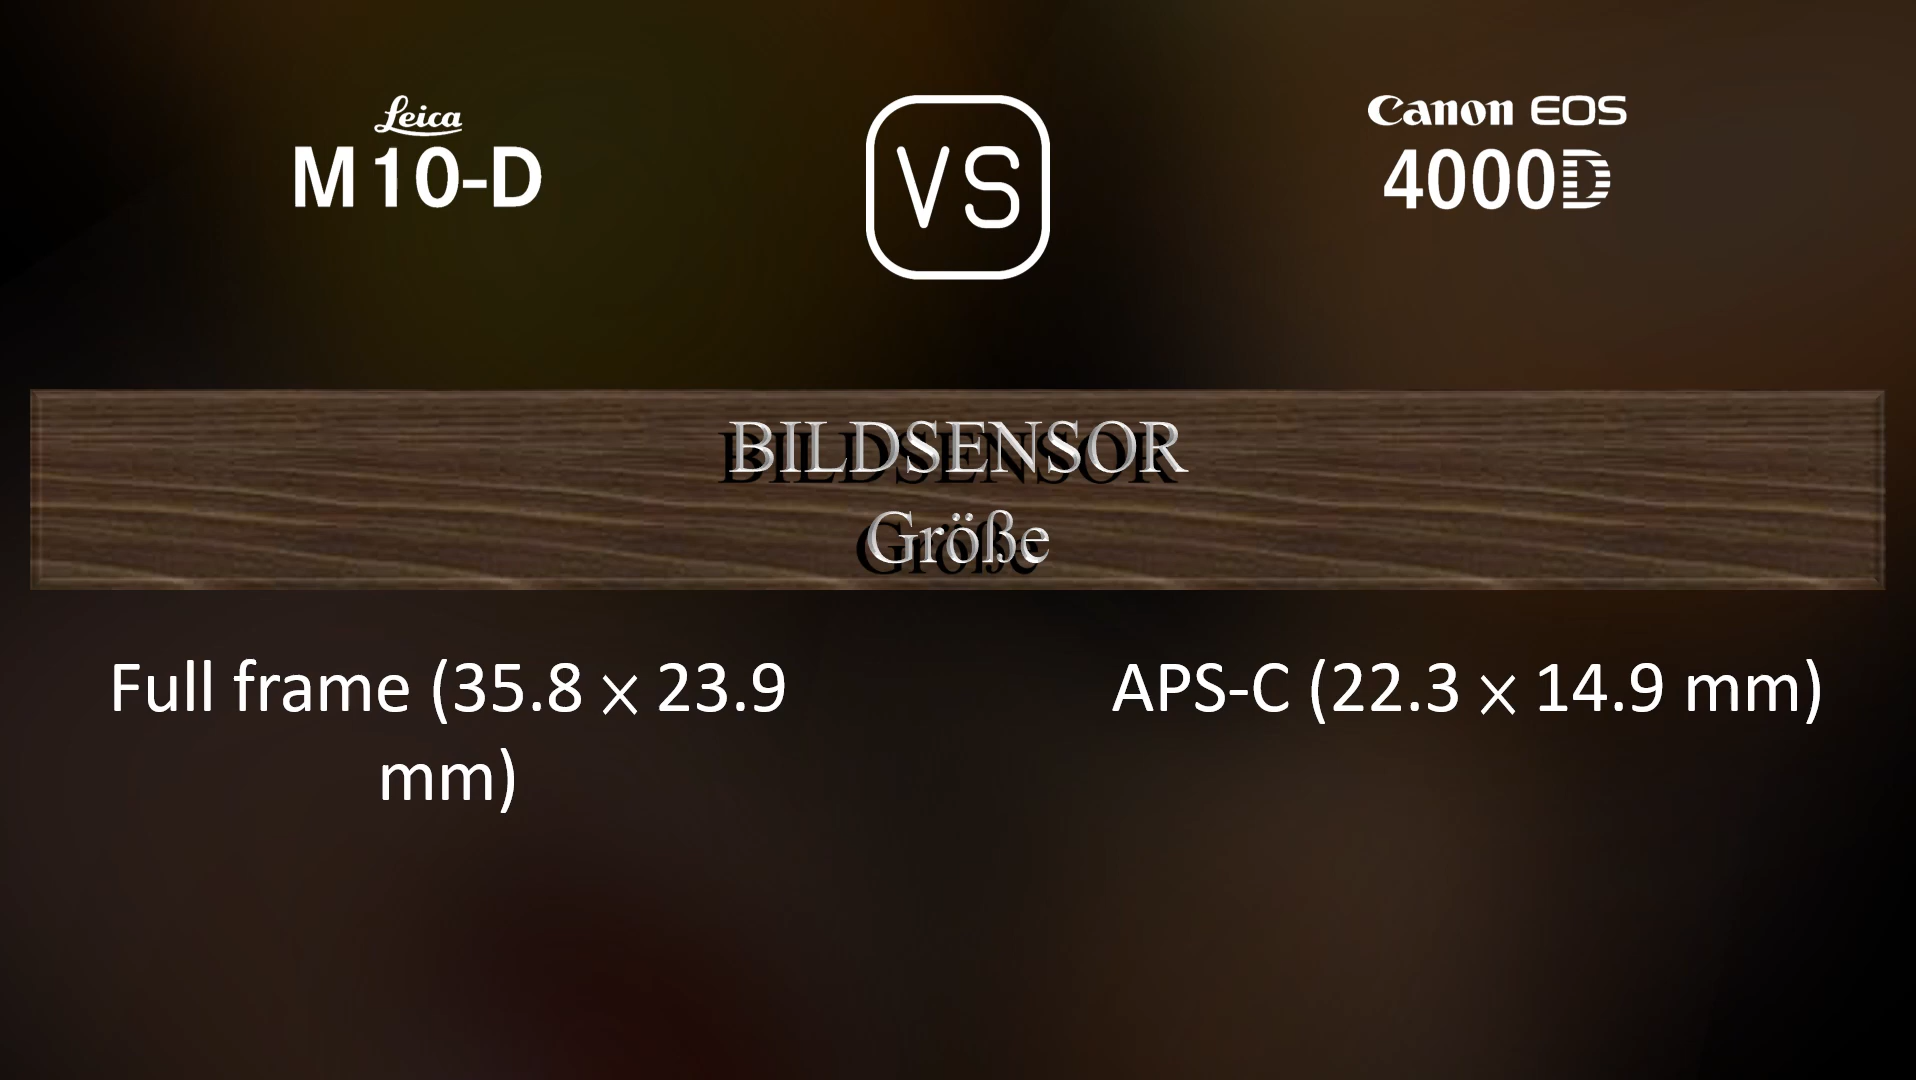 Leica
M10-D
VS
Canon EOS
4000D
BILDSENSOR
Größe
Full frame (35.8 x 23.9
mm)
APS-C (22.3 x 14.9 mm)